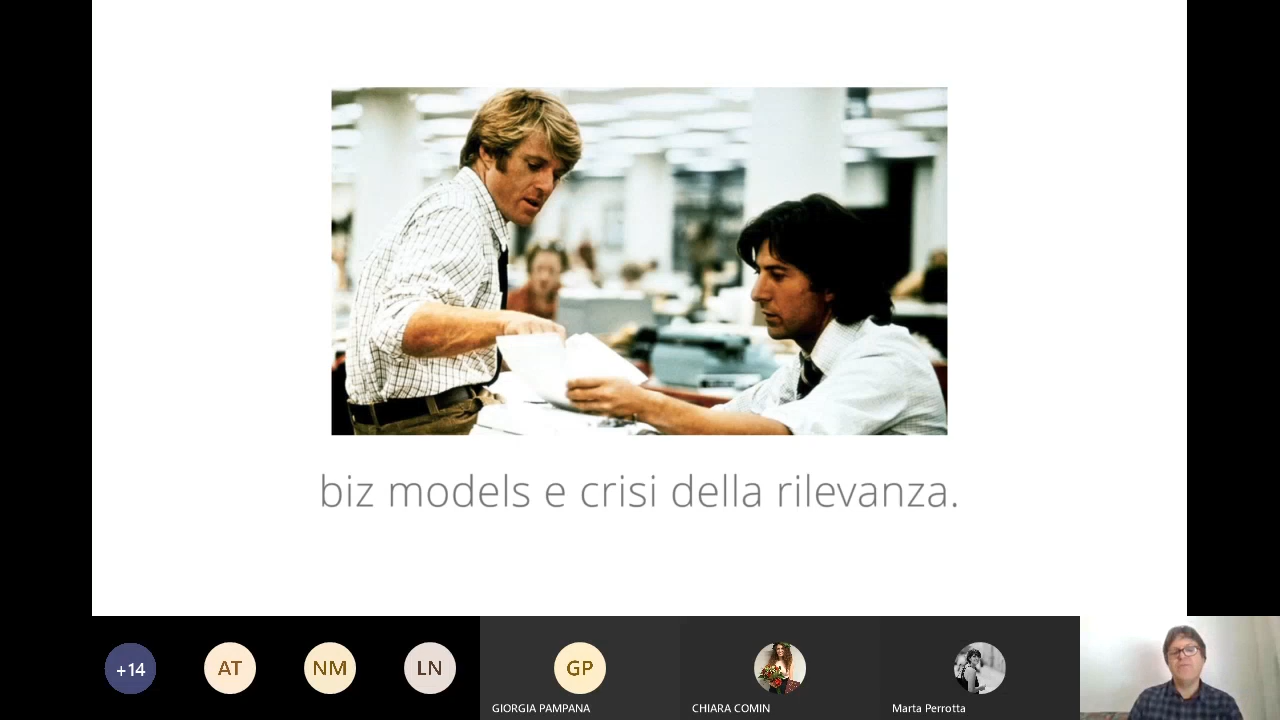 biz models e crisi della rilevanza.
+14
AT
NM
LN
GP
GIORGIA PAMPANA
CHIARA COMIN
Marta Perrotta